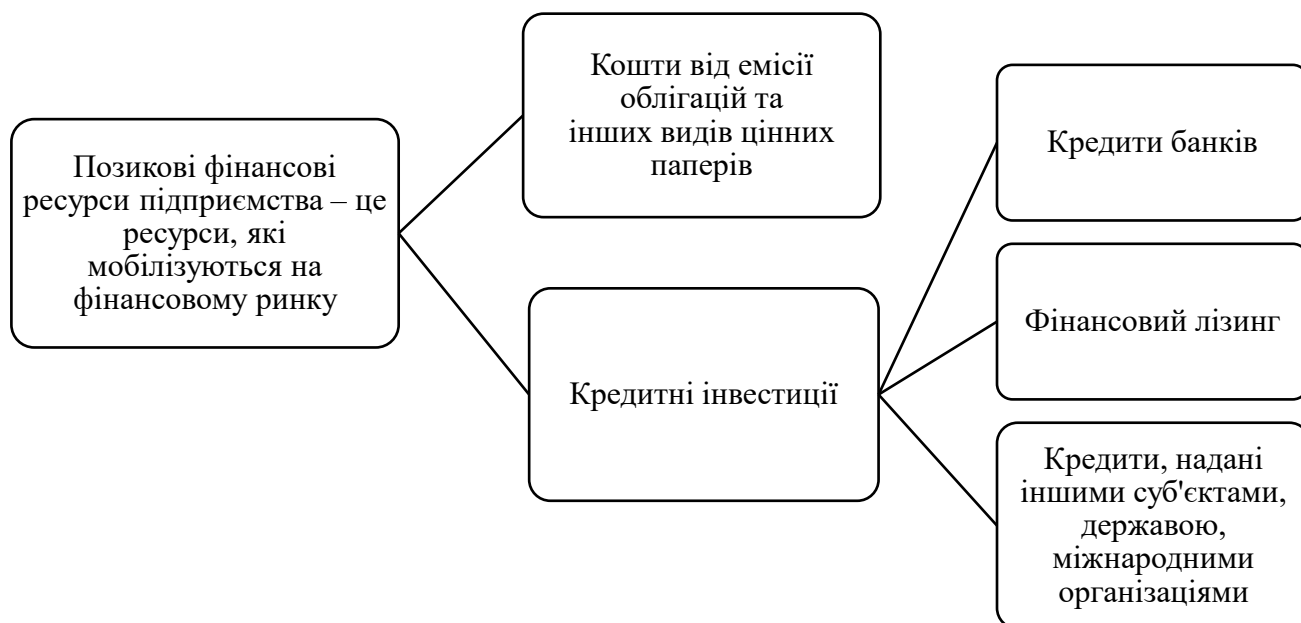 Позикові фінансові
ресурси підприємства – це
ресурси, які
мобілізуються на
фінансовому ринку
Кошти від емісії
облігацій та
інших видів цінних
паперів
Кредитні інвестиції
Кредити банків
Фінансовий лізинг
Кредити, надані
іншими суб'єктами,
державою,
міжнародними
організаціями